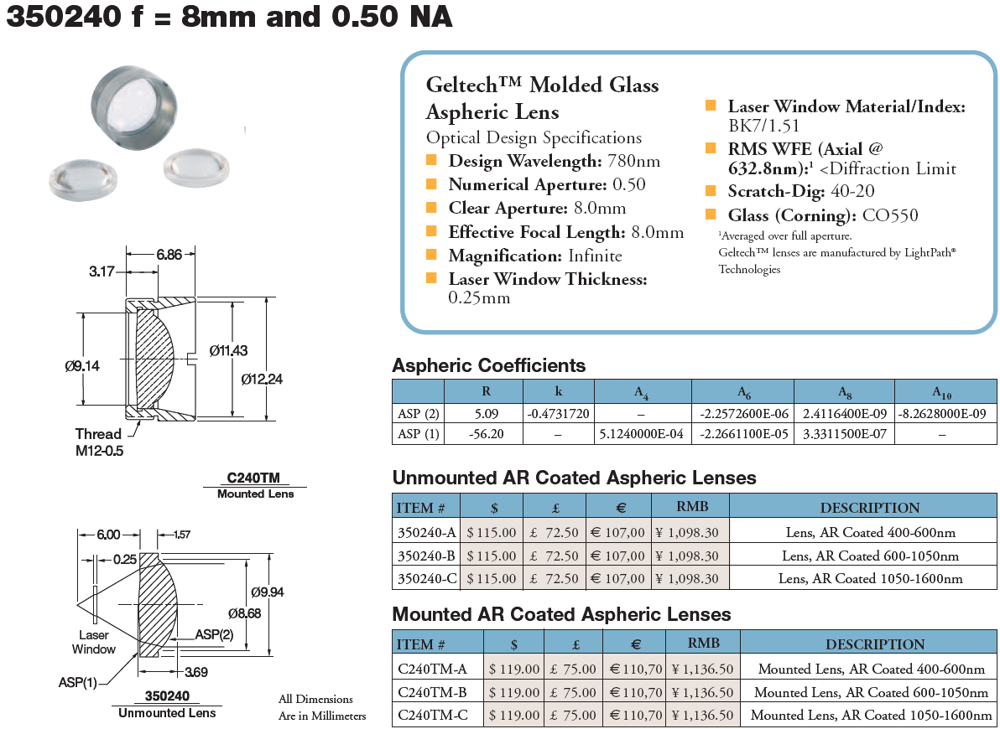 350240 f = 8mm and 0.50 NA
Geltech™ Molded Glass
Aspheric Lens
Optical Design Specifications
Design Wavelength: 780nm
Numerical Aperture: 0.50
Clear Aperture: 8.0mm
Effective Focal Length: 8.0mm
Magnification: Infinite
Laser Window Thickness:
0.25mm
Laser Window Material/Index:
BK7/1.51
RMS WFE (Axial @
632.8nm):¹ <Diffraction Limit
Scratch-Dig: 40-20
Glass (Corning): CO550
¹Averaged over full aperture.
Geltech™ lenses are manufactured by LightPath®
Technologies
6.86
3.17
Ø9.14
Ø11.43
Ø12.24
Thread
M12-0.5
C240TM
Mounted Lens
6.00
1.57
0.25
Ø9.94
Ø8.68
Laser
Window
ASP(2)
ASP(1)
3.69
350240
Unmounted Lens
All Dimensions
Are in Millimeters
Aspheric Coefficients
R k A4 A6 A8 A10
ASP (2) 5.09 -0.4731720 – -2.2572600E-06 2.4116400E-09 -8.2628000E-09
ASP (1) -56.20 – 5.1240000E-04 -2.2661100E-05 3.3311500E-07 –
Unmounted AR Coated Aspheric Lenses
ITEM # $ £ € RMB DESCRIPTION
350240-A $ 115.00 £ 72.50 € 107,00 ¥ 1,098.30 Lens, AR Coated 400-600nm
350240-B $ 115.00 £ 72.50 € 107,00 ¥ 1,098.30 Lens, AR Coated 600-1050nm
350240-C $ 115.00 £ 72.50 € 107,00 ¥ 1,098.30 Lens, AR Coated 1050-1600nm
Mounted AR Coated Aspheric Lenses
ITEM # $ £ € RMB DESCRIPTION
C240TM-A $ 119.00 £ 75.00 € 110,70 ¥ 1,136.50 Mounted Lens, AR Coated 400-600nm
C240TM-B $ 119.00 £ 75.00 € 110,70 ¥ 1,136.50 Mounted Lens, AR Coated 600-1050nm
C240TM-C $ 119.00 £ 75.00 € 110,70 ¥ 1,136.50 Mounted Lens, AR Coated 1050-1600nm